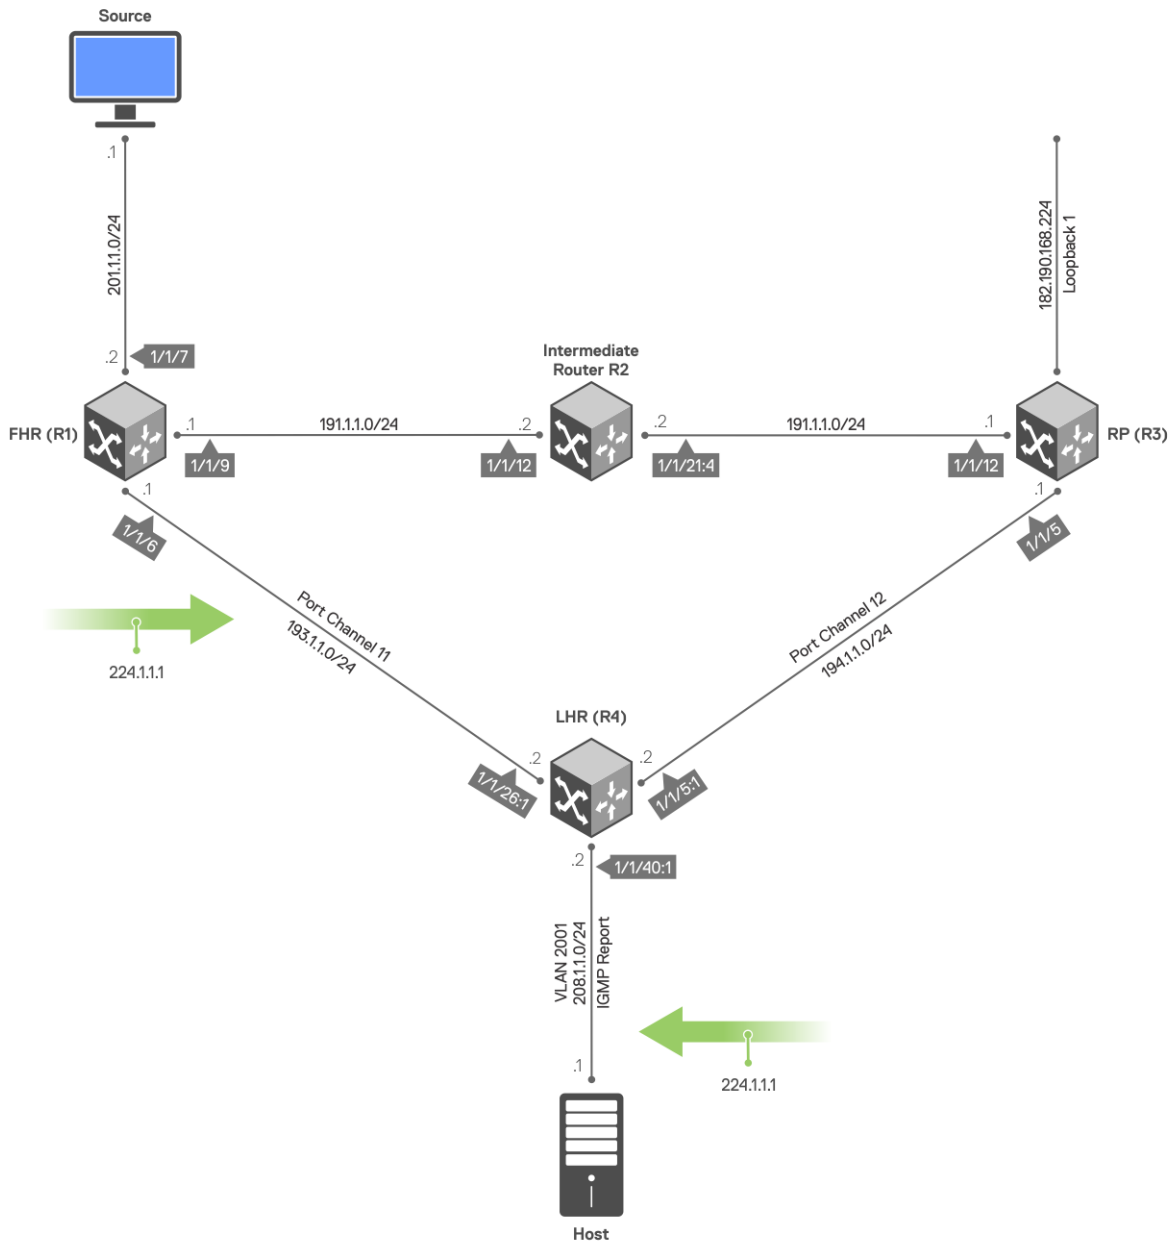 Source
.1
201.1.1.0/24
.2
1/1/7
182.190.168.224
Loopback 1
Intermediate
Router R2
FHR (R1)
.1
191.1.1.0/24
.2
1/1/9
1/1/12
.2
191.1.1.0/24
.1
1/1/21:4
1/1/12
RP (R3)
.1
1/1/6
.1
1/1/5
Port Channel 11
193.1.1.0/24
Port Channel 12
194.1.1.0/24
224.1.1.1
LHR (R4)
.2
1/1/26:1
.2
1/1/5:1
.2
1/1/40:1
VLAN 2001
208.1.1.0/24
IGMP Report
.1
224.1.1.1
Host